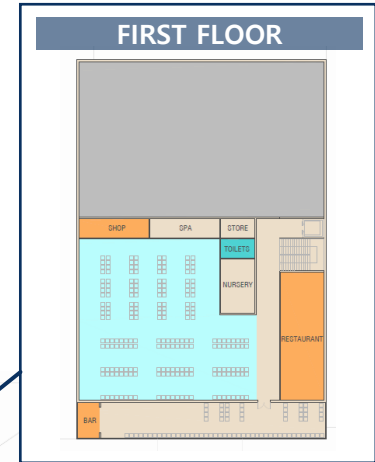 FIRST FLOOR
SHOP
SPA
STORE
TOILETS
NURSERY
RESTAURANT
BAR